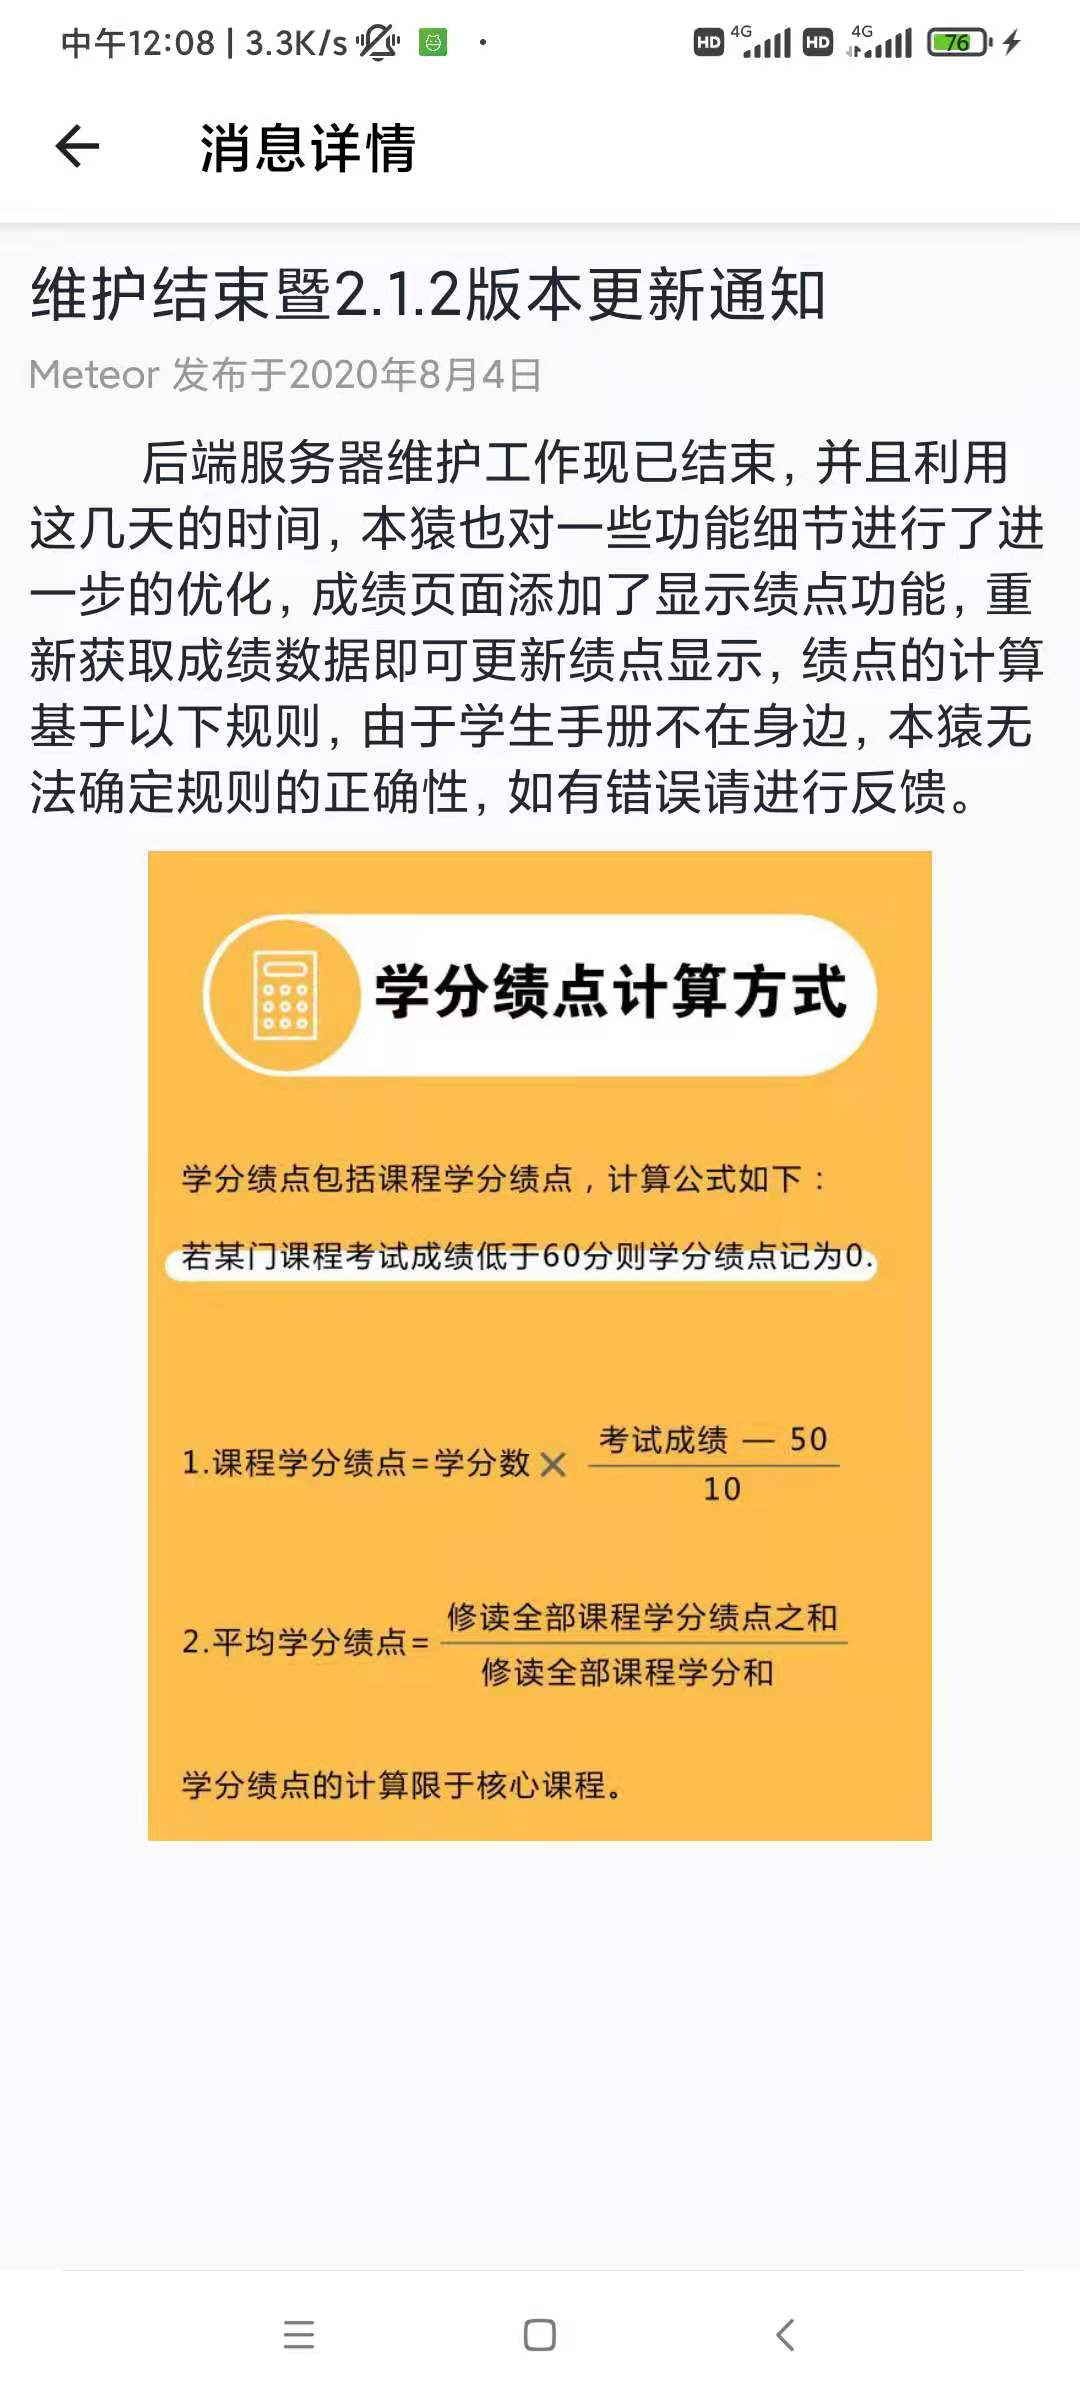 中午12:08 | 3.3K/s
HD 4G HD 4G 76
消息详情
维护结束暨2.1.2版本更新通知
Meteor 发布于2020年8月4日
后端服务器维护工作现已结束，并且利用
这几天的时间，本猿也对一些功能细节进行了进
一步的优化，成绩页面添加了显示绩点功能，重
新获取成绩数据即可更新绩点显示，绩点的计算
基于以下规则，由于学生手册不在身边，本猿无
法确定规则的正确性，如有错误请进行反馈。
学分绩点计算方式
学分绩点包括课程学分绩点，计算公式如下：
若某门课程考试成绩低于60分则学分绩点记为0.
考试成绩 — 50
1.课程学分绩点=学分数×
10
修读全部课程学分绩点之和
2.平均学分绩点=
修读全部课程学分和
学分绩点的计算限于核心课程。